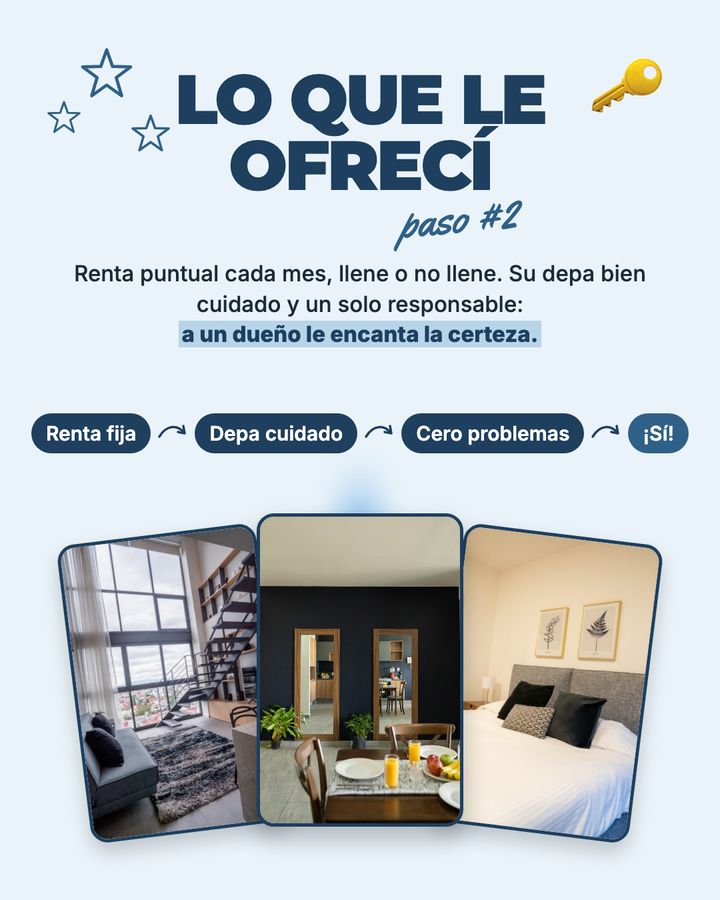 LO QUE LE
OFRECÍ
paso #2
Renta puntual cada mes, llene o no llene. Su depa bien
cuidado y un solo responsable:
a un dueño le encanta la certeza.
Renta fija
Depa cuidado
Cero problemas
¡Sí!